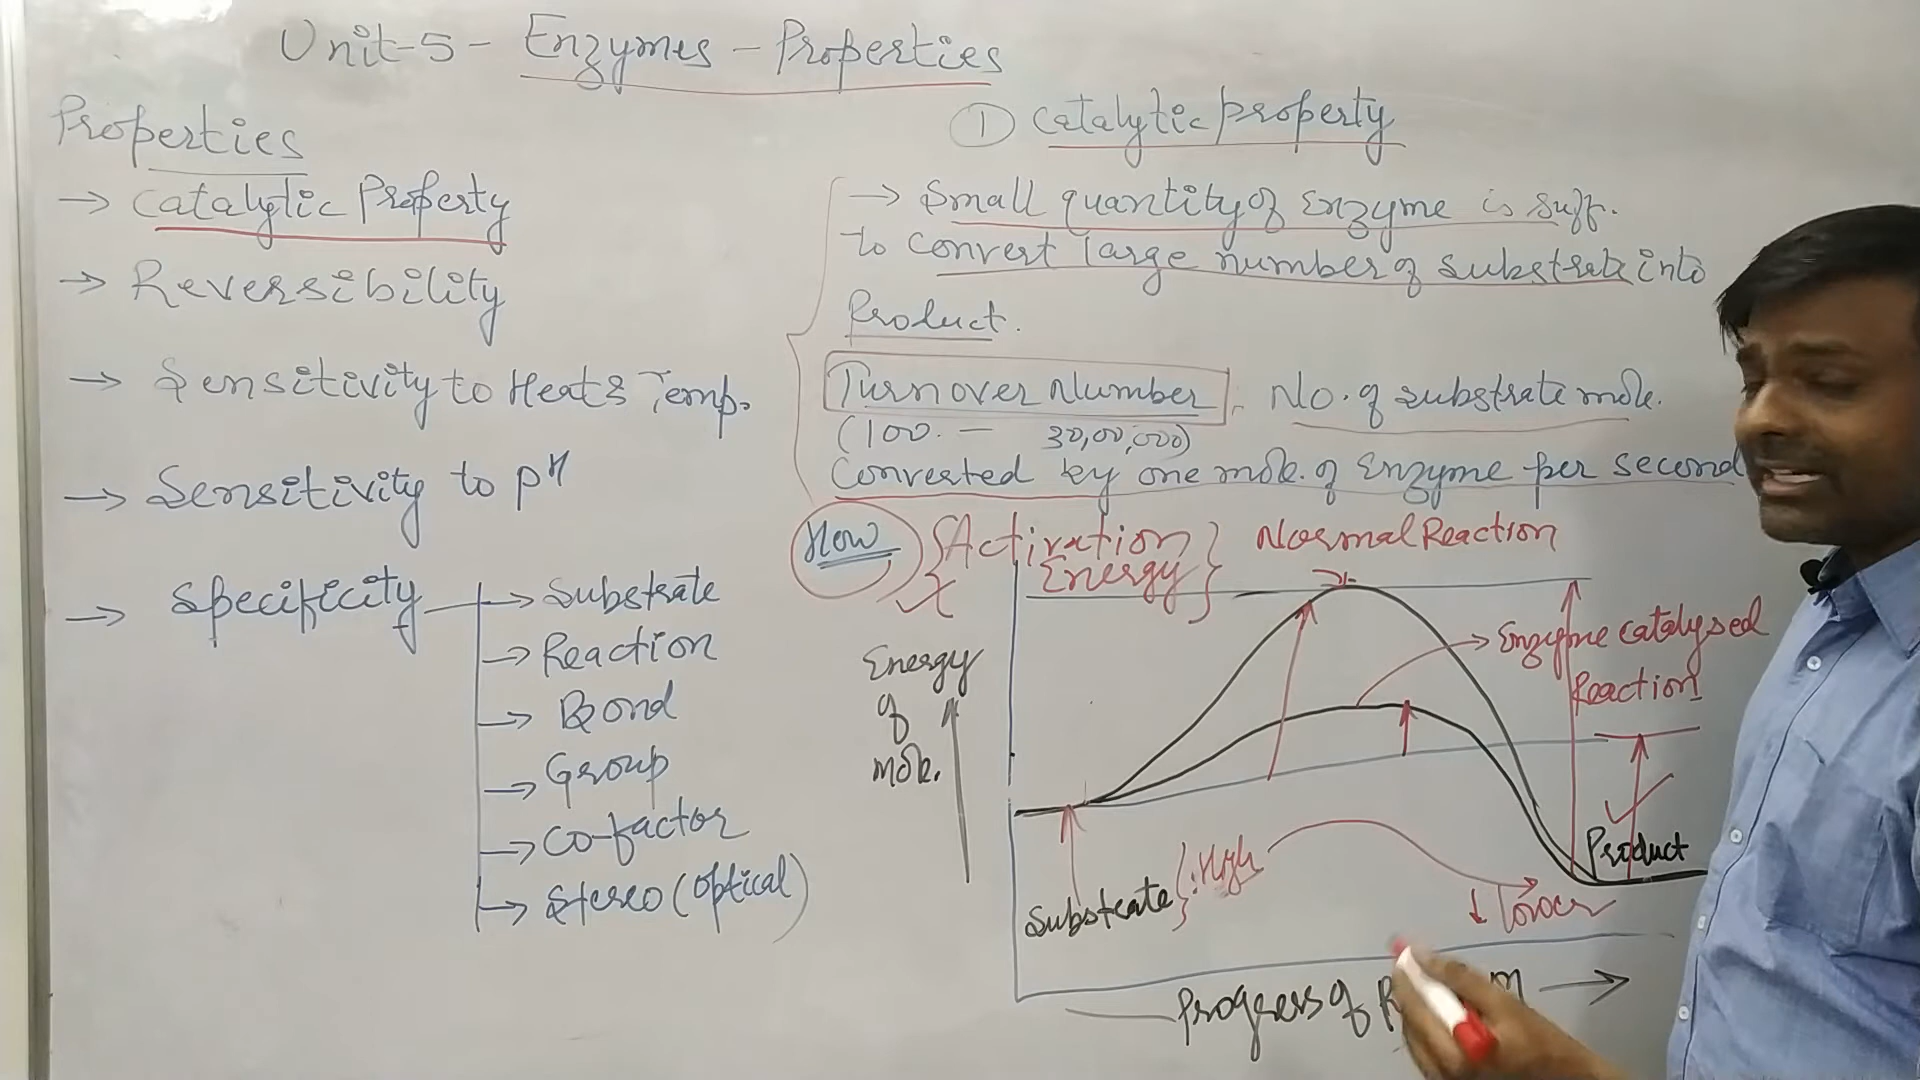 Unit-5 - Enzymes - Properties
Properties
→ Catalytic Property
→ Reversibility
→ Sensitivity to Heat & Temp.
→ Sensitivity to pH
→ Specificity
→ Substrate
→ Reaction
→ Bond
→ Group
→ Co-factor
→ Stereo (Optical)
① Catalytic property
→ Small quantity of Enzyme is suff.
to convert large number of substrate into
Product.
Turnover Number : No. of substrate mole.
(100. - 30,00,000)
Converted by one mole. of Enzyme per second
How { Activation Energy }
Normal Reaction
Enzyme catalysed
Reaction
Energy
of
mole.
Product
Substrate } : High
↓ lower
Progress of →